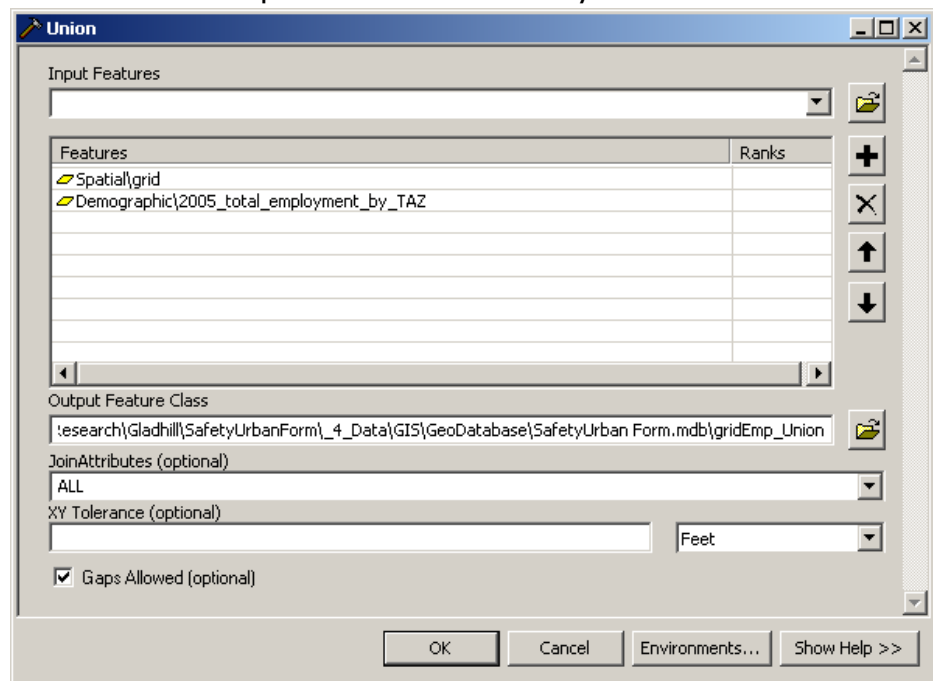 Union
Input Features
Features Ranks
Spatial\grid
Demographic\2005_total_employment_by_TAZ
Output Feature Class
esearch\Gladhill\SafetyUrbanForm\_4_Data\GIS\GeoDatabase\SafetyUrban Form.mdb\gridEmp_Union
JoinAttributes (optional)
ALL
XY Tolerance (optional)
Feet
Gaps Allowed (optional)
OK Cancel Environments... Show Help >>